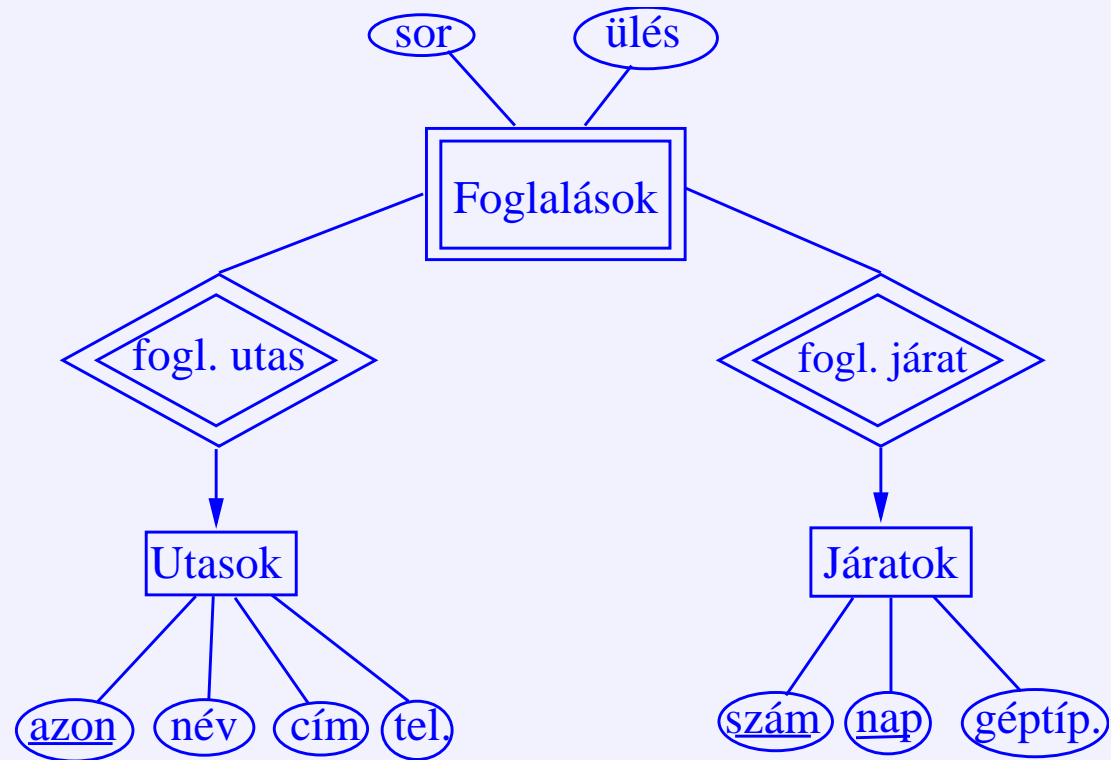 sor
ülés
Foglalások
fogl. utas
fogl. járat
Utasok
Járatok
azon
név
cím
tel.
szám
nap
géptíp.